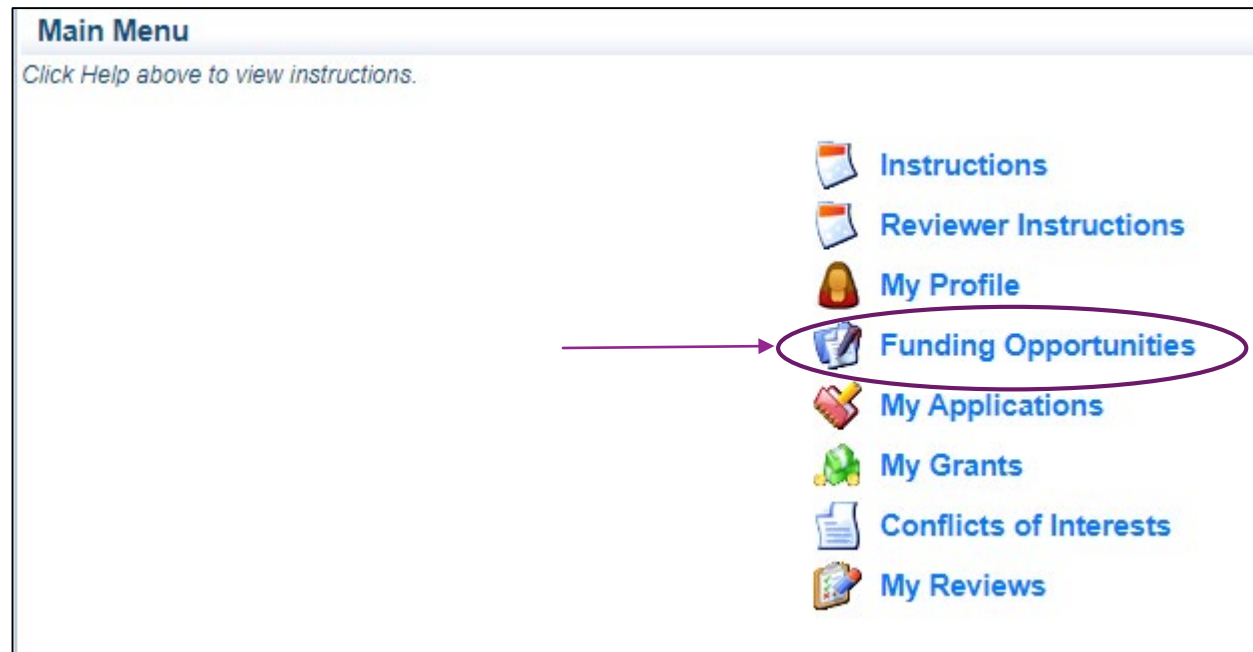 Main Menu
Click Help above to view instructions.
Instructions
Reviewer Instructions
My Profile
Funding Opportunities
My Applications
My Grants
Conflicts of Interests
My Reviews